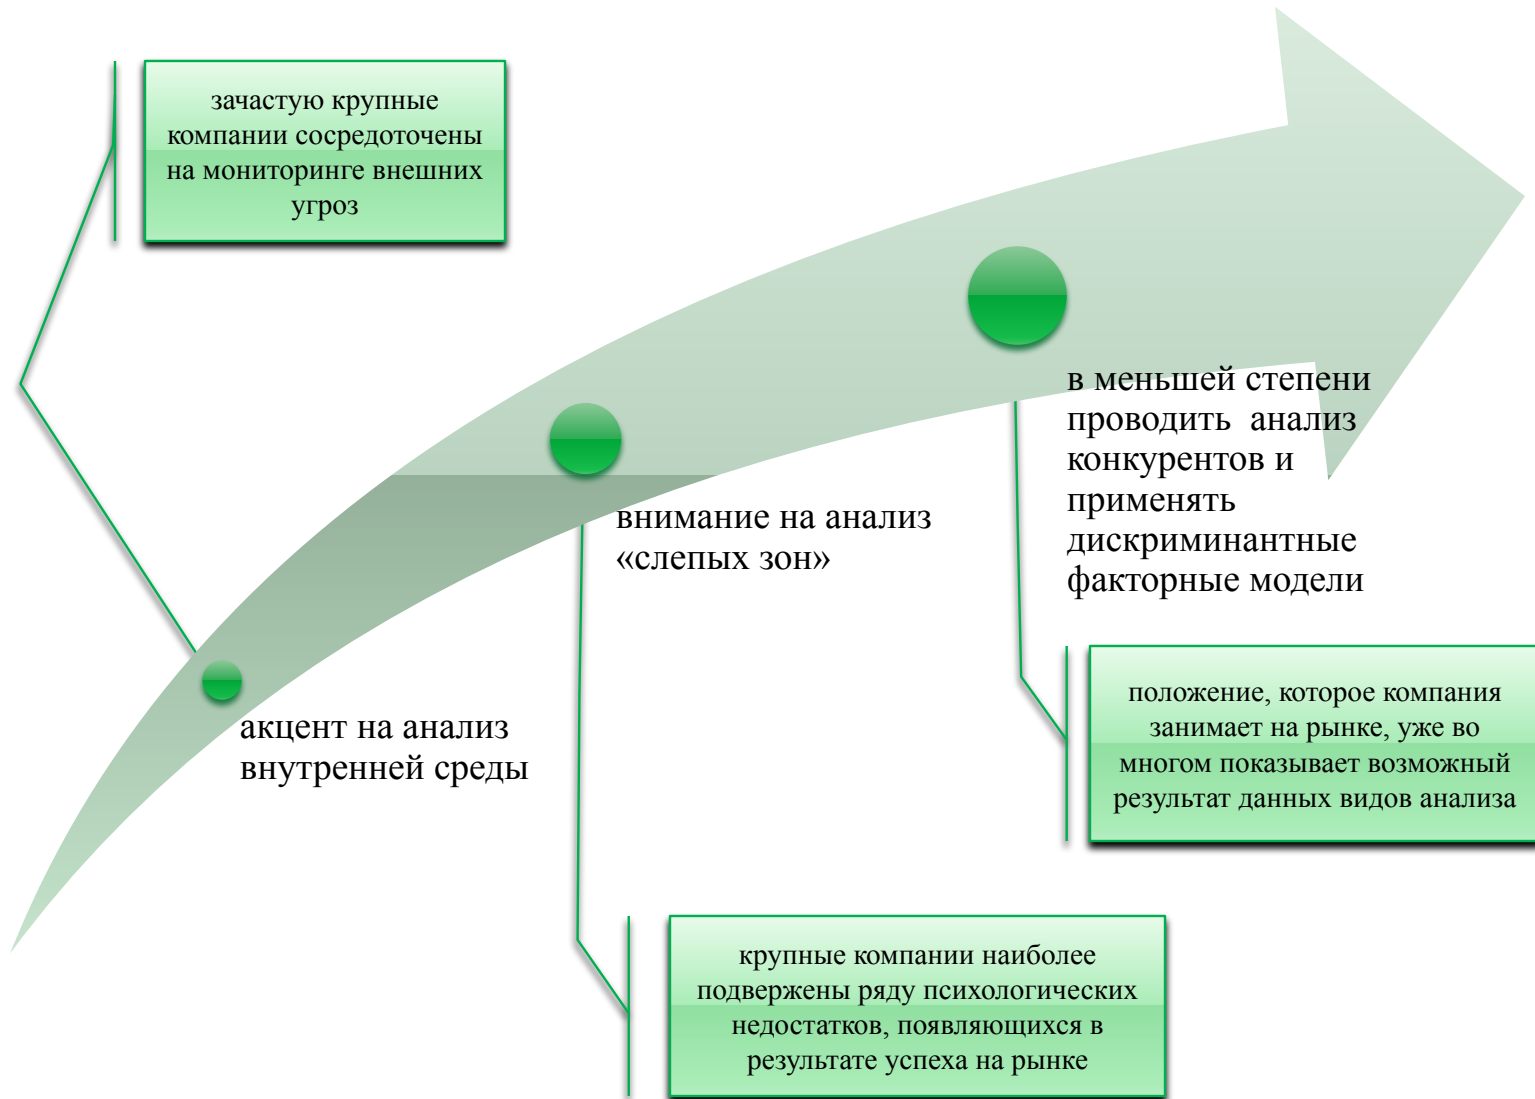 зачастую крупные
компании сосредоточены
на мониторинге внешних
угроз
акцент на анализ
внутренней среды
внимание на анализ
«слепых зон»
крупные компании наиболее
подвержены ряду психологических
недостатков, появляющихся в
результате успеха на рынке
в меньшей степени
проводить анализ
конкурентов и
применять
дискриминантные
факторные модели
положение, которое компания
занимает на рынке, уже во
многом показывает возможный
результат данных видов анализа